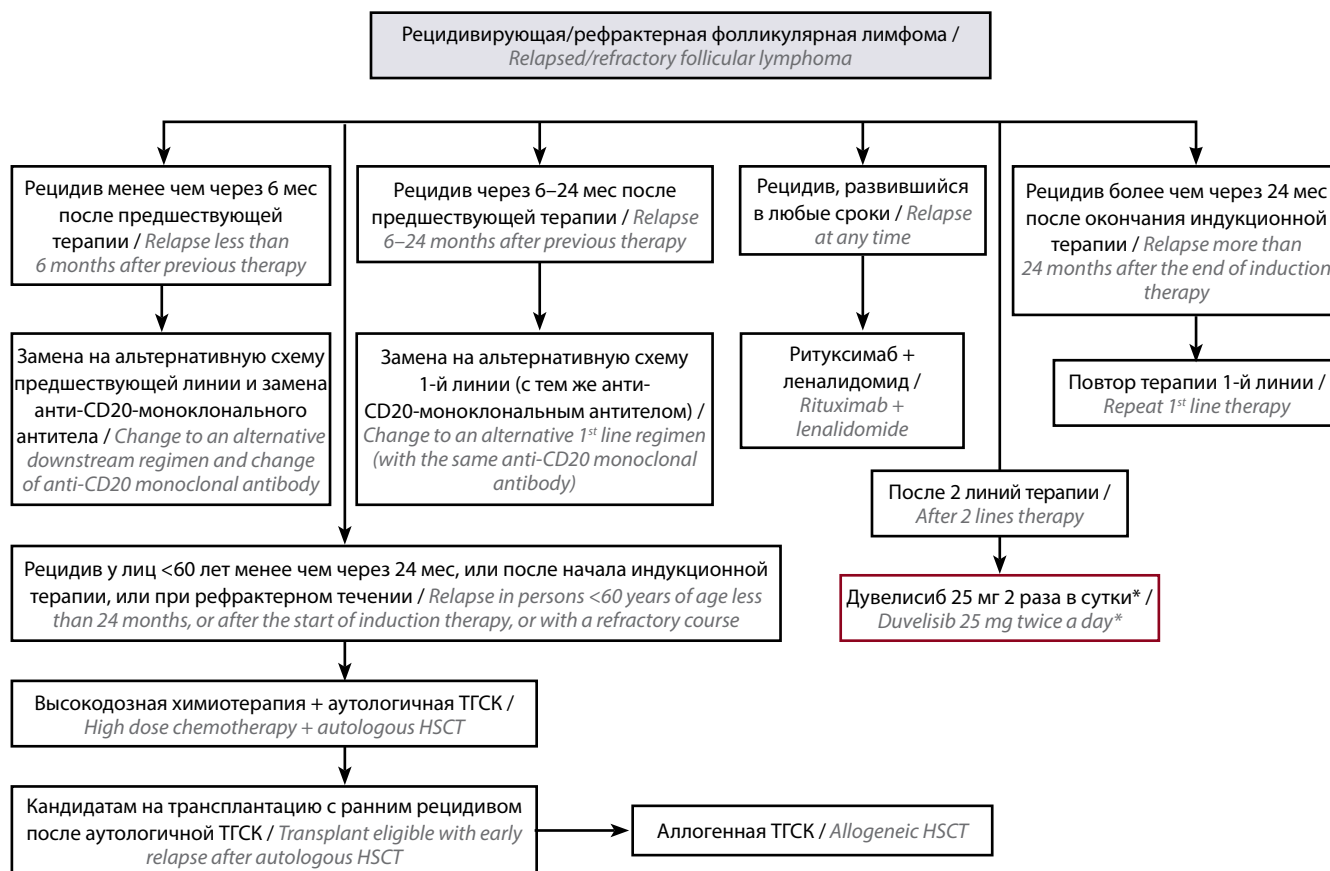 Рецидивирующая/рефрактерная фолликулярная лимфома /
Relapsed/refractory follicular lymphoma
Рецидив менее чем через 6 мес
после предшествующей
терапии / Relapse less than
6 months after previous therapy
Рецидив через 6–24 мес после
предшествующей терапии / Relapse
6–24 months after previous therapy
Рецидив, развившийся
в любые сроки / Relapse
at any time
Рецидив более чем через 24 мес
после окончания индукционной
терапии / Relapse more than
24 months after the end of induction
therapy
Замена на альтернативную схему
предшествующей линии и замена
анти-CD20-моноклонального
антитела / Change to an alternative
downstream regimen and change
of anti-CD20 monoclonal antibody
Замена на альтернативную схему
1-й линии (с тем же анти-
CD20-моноклональным антителом) /
Change to an alternative 1st line regimen
(with the same anti-CD20 monoclonal
antibody)
Ритуксимаб +
леналидомид /
Rituximab +
lenalidomide
Повтор терапии 1-й линии /
Repeat 1st line therapy
После 2 линий терапии /
After 2 lines therapy
Рецидив у лиц <60 лет менее чем через 24 мес, или после начала индукционной
терапии, или при рефрактерном течении / Relapse in persons <60 years of age less
than 24 months, or after the start of induction therapy, or with a refractory course
Дувелисиб 25 мг 2 раза в сутки* /
Duvelisib 25 mg twice a day*
Высокодозная химиотерапия + аутологичная ТГСК /
High dose chemotherapy + autologous HSCT
Кандидатам на трансплантацию с ранним рецидивом
после аутологичной ТГСК / Transplant eligible with early
relapse after autologous HSCT
Аллогенная ТГСК / Allogeneic HSCT